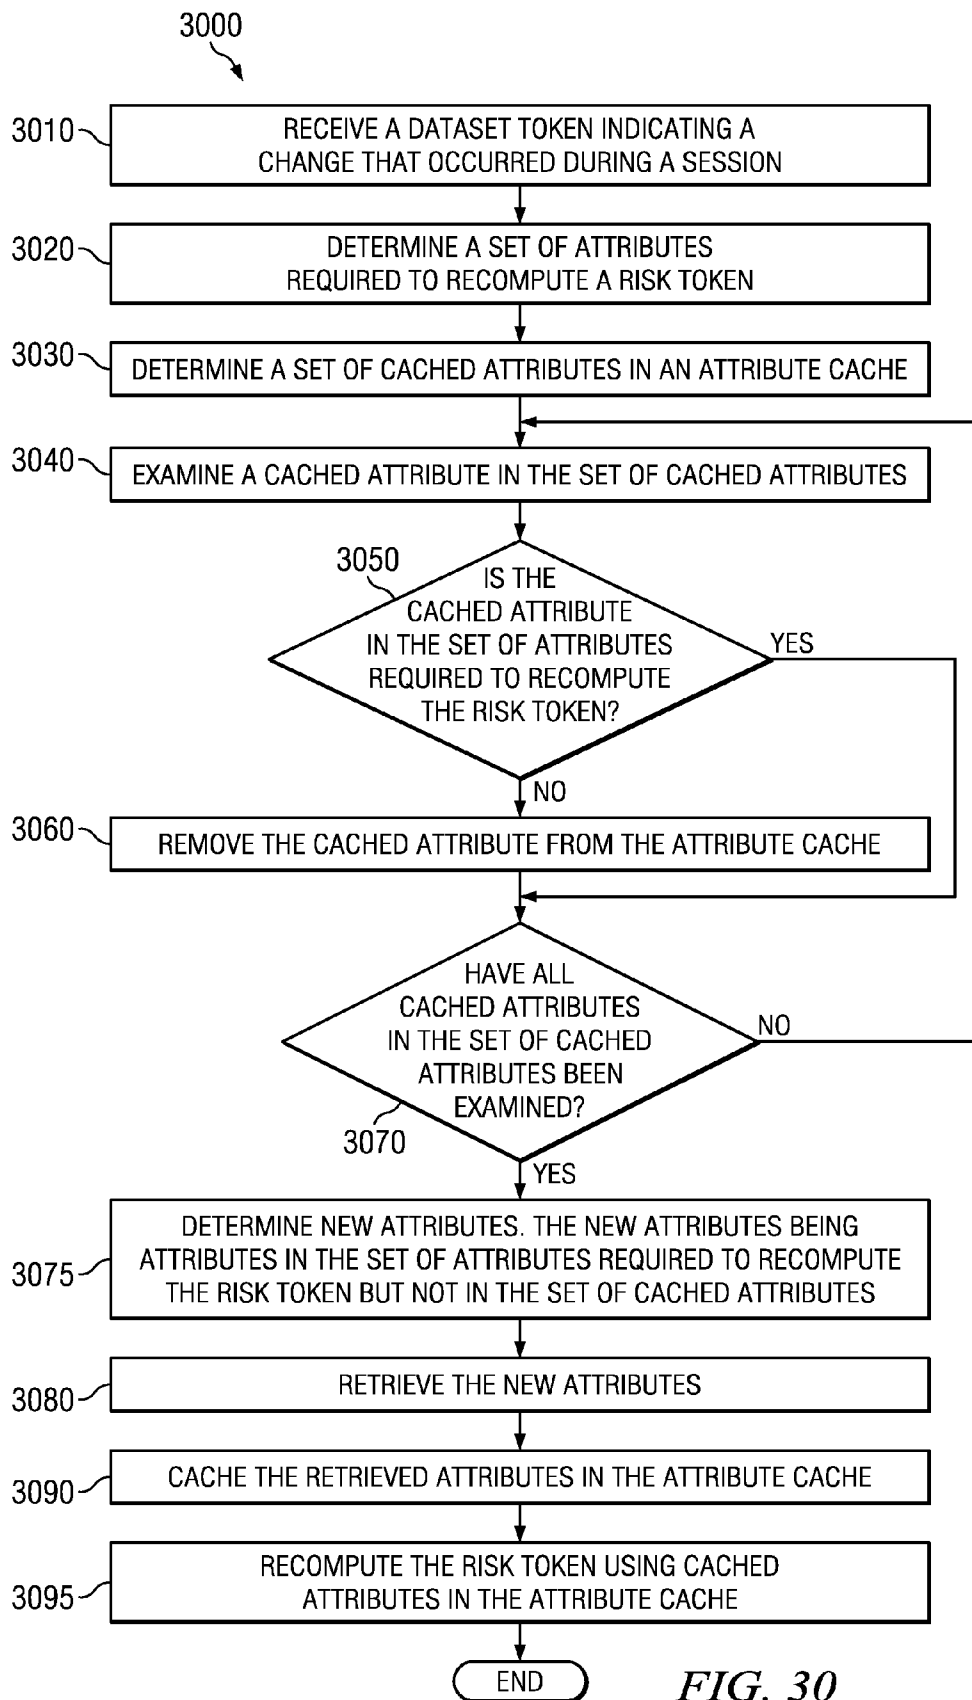 3000
3010
RECEIVE A DATASET TOKEN INDICATING A
CHANGE THAT OCCURRED DURING A SESSION
3020
DETERMINE A SET OF ATTRIBUTES
REQUIRED TO RECOMPUTE A RISK TOKEN
3030
DETERMINE A SET OF CACHED ATTRIBUTES IN AN ATTRIBUTE CACHE
3040
EXAMINE A CACHED ATTRIBUTE IN THE SET OF CACHED ATTRIBUTES
3050
IS THE
CACHED ATTRIBUTE
IN THE SET OF ATTRIBUTES
REQUIRED TO RECOMPUTE
THE RISK TOKEN?
YES
NO
3060
REMOVE THE CACHED ATTRIBUTE FROM THE ATTRIBUTE CACHE
HAVE ALL
CACHED ATTRIBUTES
IN THE SET OF CACHED
ATTRIBUTES BEEN
EXAMINED?
NO
3070
YES
3075
DETERMINE NEW ATTRIBUTES. THE NEW ATTRIBUTES BEING
ATTRIBUTES IN THE SET OF ATTRIBUTES REQUIRED TO RECOMPUTE
THE RISK TOKEN BUT NOT IN THE SET OF CACHED ATTRIBUTES
3080
RETRIEVE THE NEW ATTRIBUTES
3090
CACHE THE RETRIEVED ATTRIBUTES IN THE ATTRIBUTE CACHE
3095
RECOMPUTE THE RISK TOKEN USING CACHED
ATTRIBUTES IN THE ATTRIBUTE CACHE
END
FIG. 30